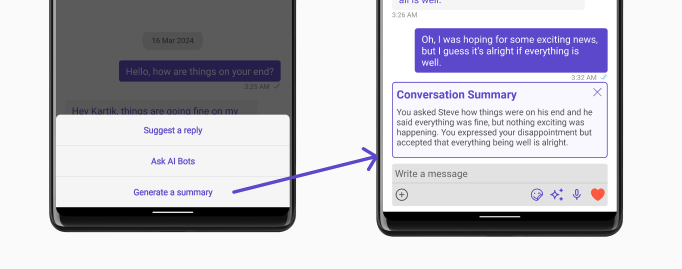 16 Mar 2024
Hello, how are things on your end?
3:25 AM
Hey Kartik, things are going fine on my
Suggest a reply
Ask AI Bots
Generate a summary
all is well.
3:26 AM
Oh, I was hoping for some exciting news,
but I guess it's alright if everything is
well.
3:32 AM
Conversation Summary
You asked Steve how things were on his end and he
said everything was fine, but nothing exciting was
happening. You expressed your disappointment but
accepted that everything being well is alright.
Write a message